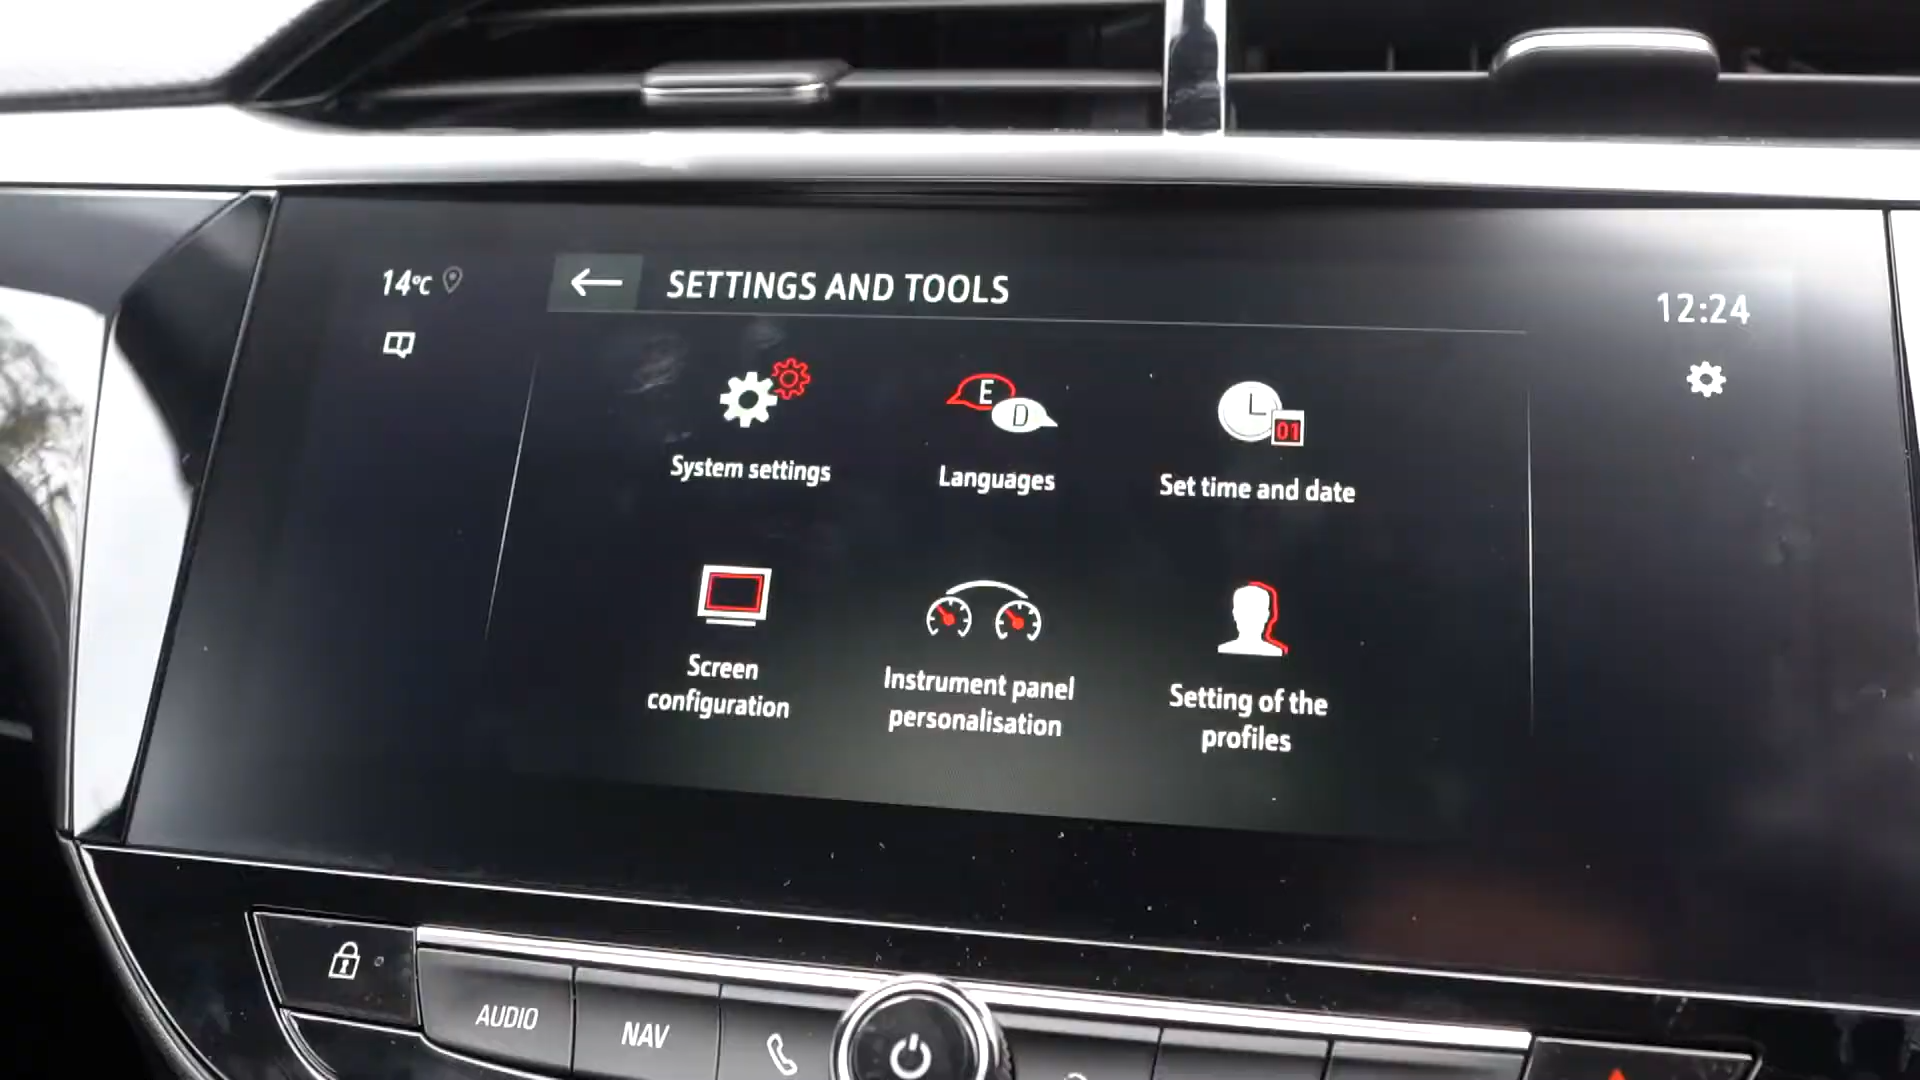 14°C
SETTINGS AND TOOLS
12:24
E
D
01
System settings
Languages
Set time and date
Screen
configuration
Instrument panel
personalisation
Setting of the
profiles
AUDIO
NAV